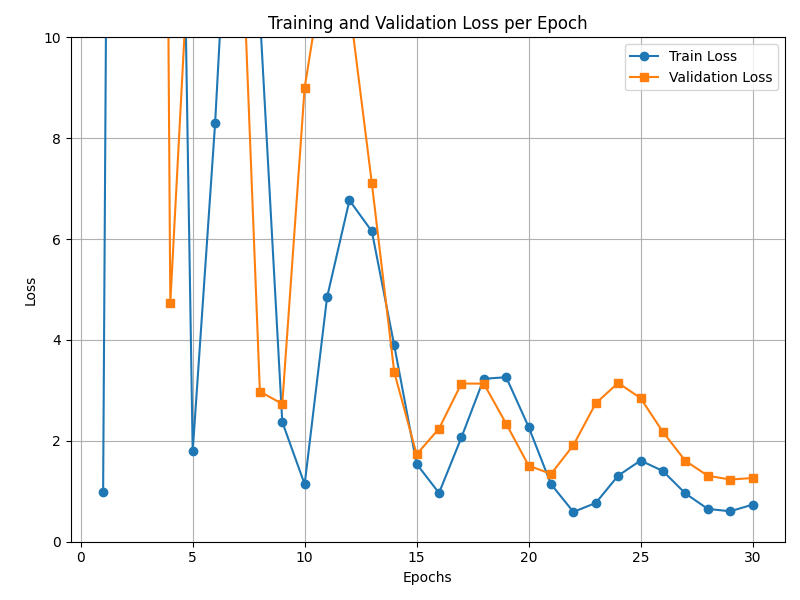 Training and Validation Loss per Epoch
Train Loss
Validation Loss
Loss
10
8
6
4
2
0
0 5 10 15 20 25 30
Epochs